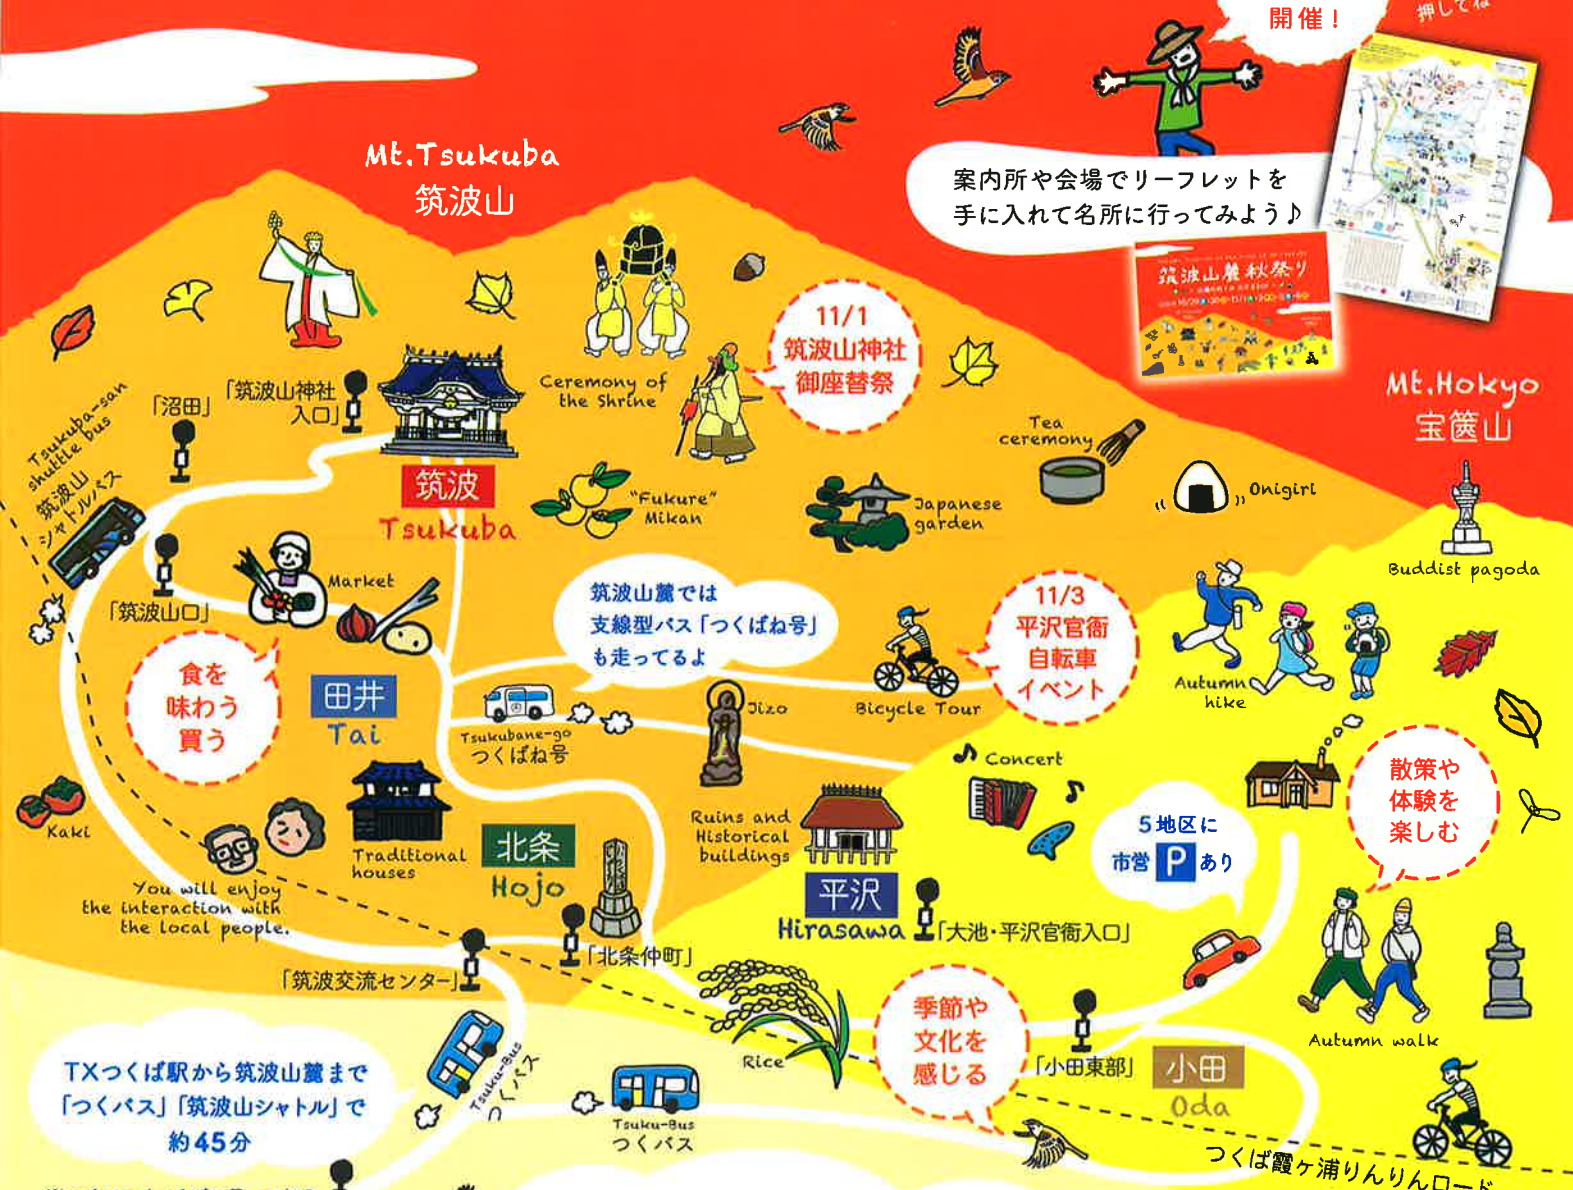 開催！
押してね
Mt.Tsukuba
筑波山
案内所や会場でリーフレットを
手に入れて名所に行ってみよう♪
筑波山麓秋祭り
Mt.Hokyo
宝篋山
11/1
筑波山神社
御座替祭
Ceremony of
the Shrine
「筑波山神社
入口」
「沼田」
Tsukuba-san
shuttle bus
筑波山
シャトルバス
筑波
Tsukuba
"Fukure"
Mikan
Japanese
garden
Tea
ceremony
Onigiri
Buddist pagoda
「筑波山口」
Market
筑波山麓では
支線型バス「つくばね号」
も走ってるよ
11/3
平沢官衙
自転車
イベント
Bicycle Tour
Autumn
hike
食を
味わう
買う
田井
Tai
Tsukubane-go
つくばね号
Jizo
Concert
散策や
体験を
楽しむ
Kaki
Traditional
houses
北条
Hojo
Ruins and
Historical
buildings
5地区に
市営Pあり
平沢
Hirasawa
「大池・平沢官衙入口」
You will enjoy
the interaction with
the local people.
「筑波交流センター」
「北条仲町」
Rice
季節や
文化を
感じる
「小田東部」
小田
Oda
Autumn walk
TXつくば駅から筑波山麓まで
「つくバス」「筑波山シャトル」で
約45分
Tsuku-Bus
つくバス
Tsuku-Bus
つくバス
つくば霞ヶ浦りんりんロード